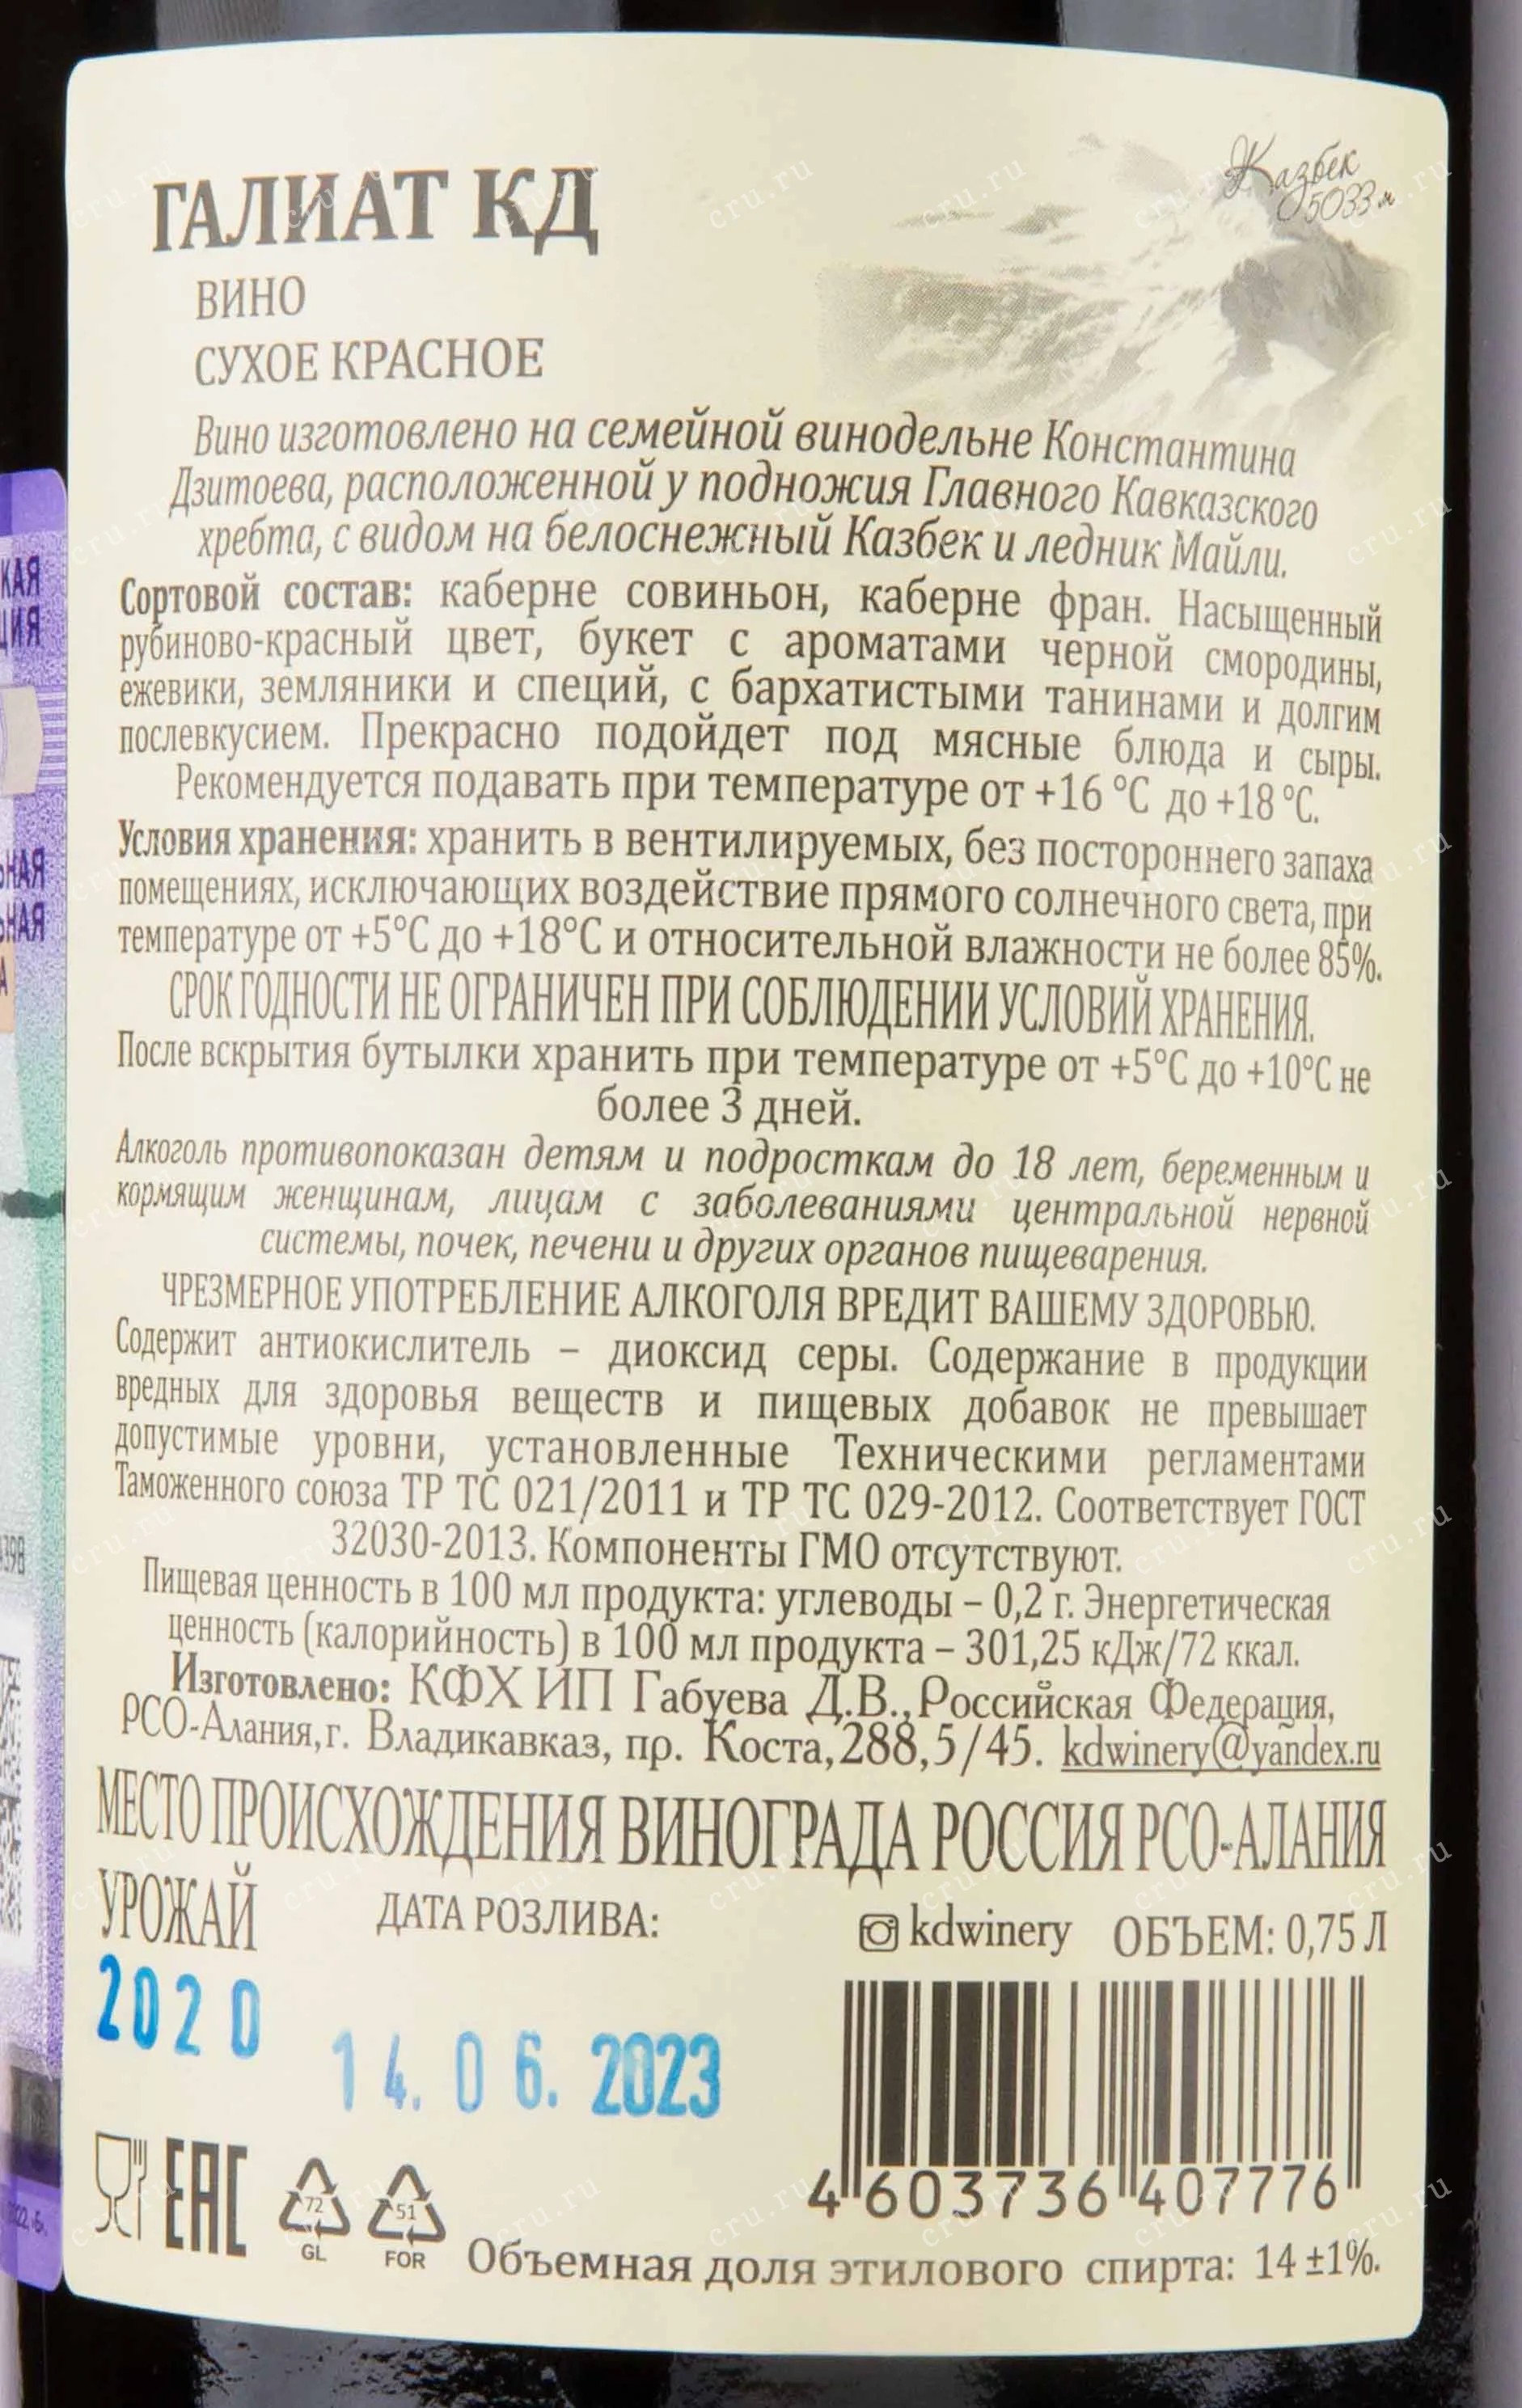 Казбек
5033 м
ГАЛИАТ КД
ВИНО
СУХОЕ КРАСНОЕ
Вино изготовлено на семейной винодельне Константина
Дзитоева, расположенной у подножия Главного Кавказского
хребта, с видом на белоснежный Казбек и ледник Майли.
Сортовой состав: каберне совиньон, каберне фран. Насыщенный
рубиново-красный цвет, букет с ароматами черной смородины,
ежевики, земляники и специй, с бархатистыми танинами и долгим
послевкусием. Прекрасно подойдет под мясные блюда и сыры.
Рекомендуется подавать при температуре от +16 °С до +18 °С.
Условия хранения: хранить в вентилируемых, без постороннего запаха
помещениях, исключающих воздействие прямого солнечного света, при
температуре от +5°С до +18°С и относительной влажности не более 85%.
СРОК ГОДНОСТИ НЕ ОГРАНИЧЕН ПРИ СОБЛЮДЕНИИ УСЛОВИЙ ХРАНЕНИЯ.
После вскрытия бутылки хранить при температуре от +5°С до +10°С не
более 3 дней.
Алкоголь противопоказан детям и подросткам до 18 лет, беременным и
кормящим женщинам, лицам с заболеваниями центральной нервной
системы, почек, печени и других органов пищеварения.
ЧРЕЗМЕРНОЕ УПОТРЕБЛЕНИЕ АЛКОГОЛЯ ВРЕДИТ ВАШЕМУ ЗДОРОВЬЮ.
Содержит антиокислитель – диоксид серы. Содержание в продукции
вредных для здоровья веществ и пищевых добавок не превышает
допустимые уровни, установленные Техническими регламентами
Таможенного союза ТР ТС 021/2011 и ТР ТС 029-2012. Соответствует ГОСТ
32030-2013. Компоненты ГМО отсутствуют.
Пищевая ценность в 100 мл продукта: углеводы – 0,2 г. Энергетическая
ценность (калорийность) в 100 мл продукта – 301,25 кДж/72 ккал.
Изготовлено: КФХ ИП Габуева Д.В., Российская Федерация,
РСО-Алания, г. Владикавказ, пр. Коста, 288, 5/45. kdwinery@yandex.ru
МЕСТО ПРОИСХОЖДЕНИЯ ВИНОГРАДА РОССИЯ РСО-АЛАНИЯ
УРОЖАЙ ДАТА РОЗЛИВА: kdwinery ОБЪЕМ: 0,75 Л
2020
14.06.2023
4 603736 407776
EAC
72
GL
51
FOR
Объемная доля этилового спирта: 14 ±1%.
КАЯ
ЦИЯ
ЬНАЯ
ЬНАЯ
А
cru.ru